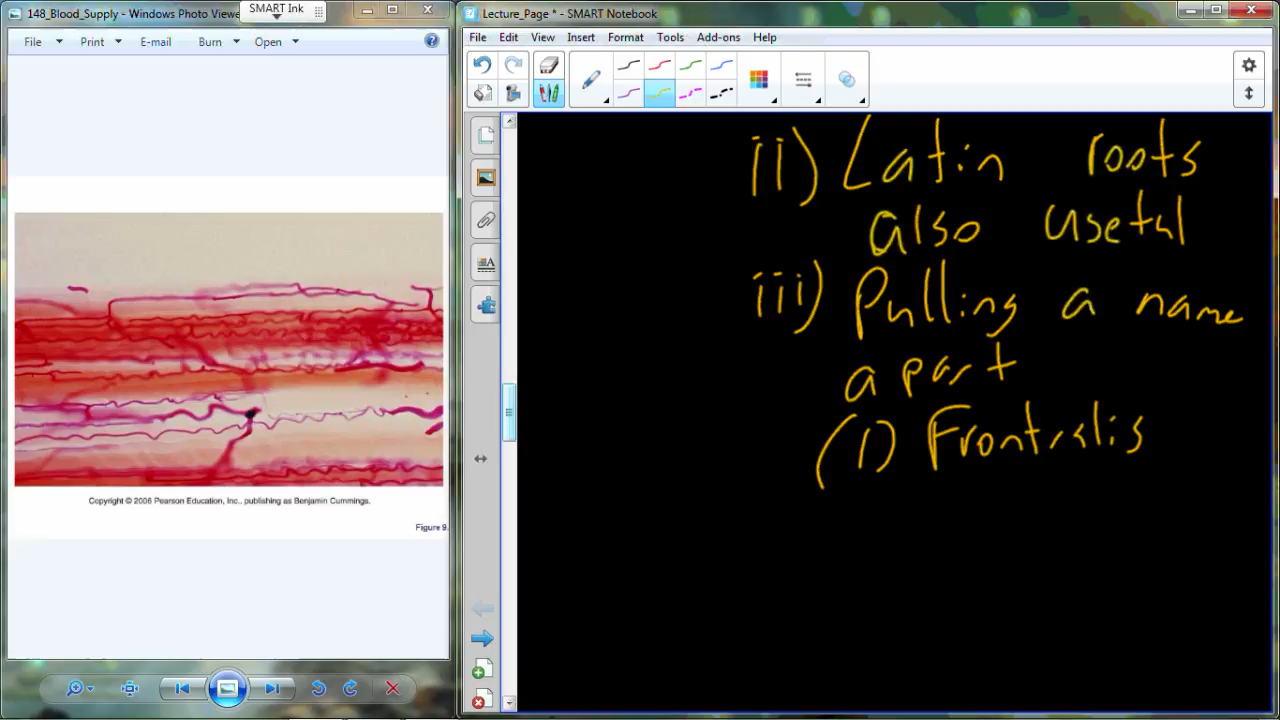 148_Blood_Supply - Windows Photo Viewe
SMART Ink
File Print E-mail Burn Open
Copyright © 2006 Pearson Education, Inc., publishing as Benjamin Cummings.
Figure 9.
Lecture_Page * - SMART Notebook
File Edit View Insert Format Tools Add-ons Help
ii) Latin roots
also useful
iii) Pulling a name
apart
(1) Frontalis